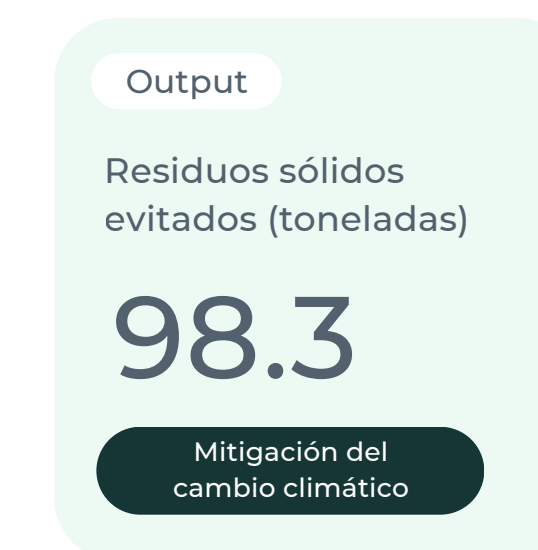 Output
Residuos sólidos
evitados (toneladas)
98.3
Mitigación del
cambio climático